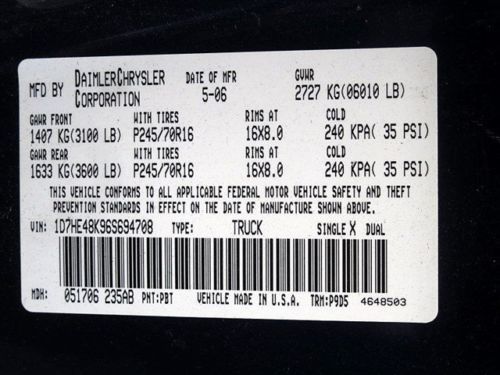 MFD BY DAIMLERCHRYSLER CORPORATION DATE OF MFR 5-06 GVWR 2727 KG(06010 LB)
GAWR FRONT WITH TIRES RIMS AT COLD
1407 KG(3100 LB) P245/70R16 16X8.0 240 KPA( 35 PSI)
GAWR REAR WITH TIRES RIMS AT COLD
1633 KG(3600 LB) P245/70R16 16X8.0 240 KPA( 35 PSI)
THIS VEHICLE CONFORMS TO ALL APPLICABLE FEDERAL MOTOR VEHICLE SAFETY AND THEFT
PREVENTION STANDARDS IN EFFECT ON THE DATE OF MANUFACTURE SHOWN ABOVE.
VIN: 1D7HE48K96S694708 TYPE: TRUCK SINGLE X DUAL
MDH: 051706 235AB PNT:PBT VEHICLE MADE IN U.S.A. TRM:P9D5 4648503